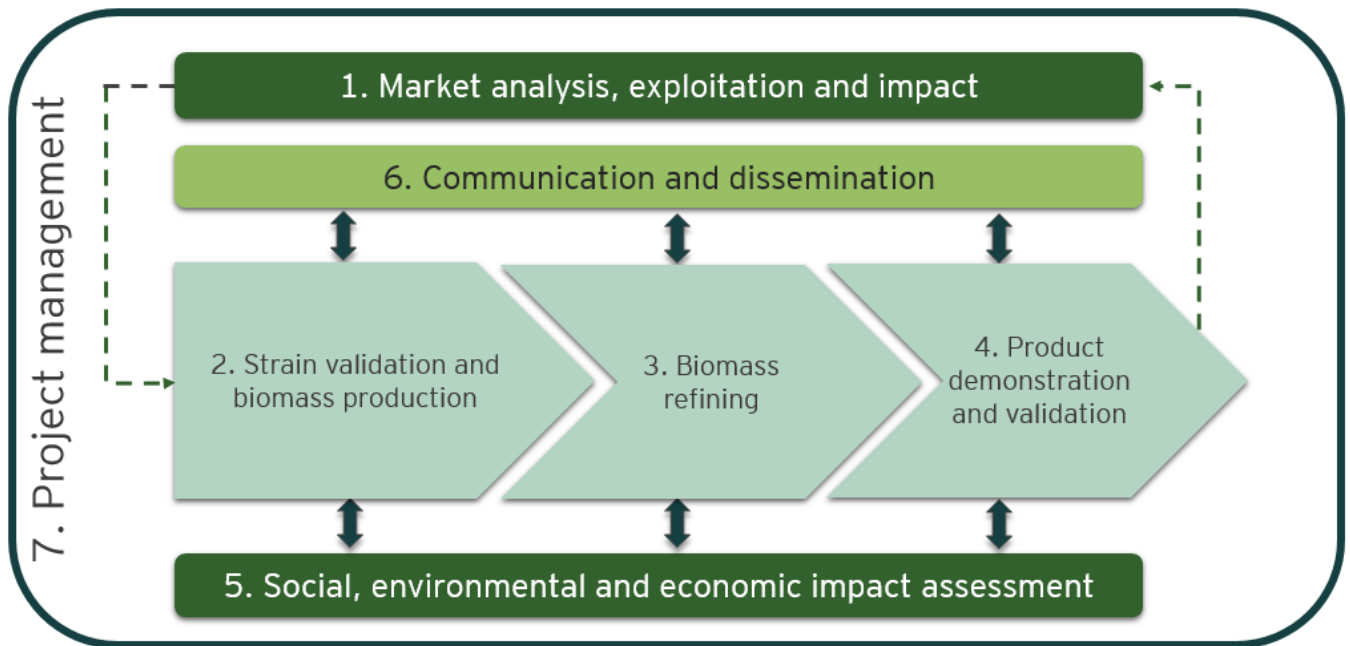 7. Project management
1. Market analysis, exploitation and impact
6. Communication and dissemination
2. Strain validation and
biomass production
3. Biomass
refining
4. Product
demonstration
and validation
5. Social, environmental and economic impact assessment